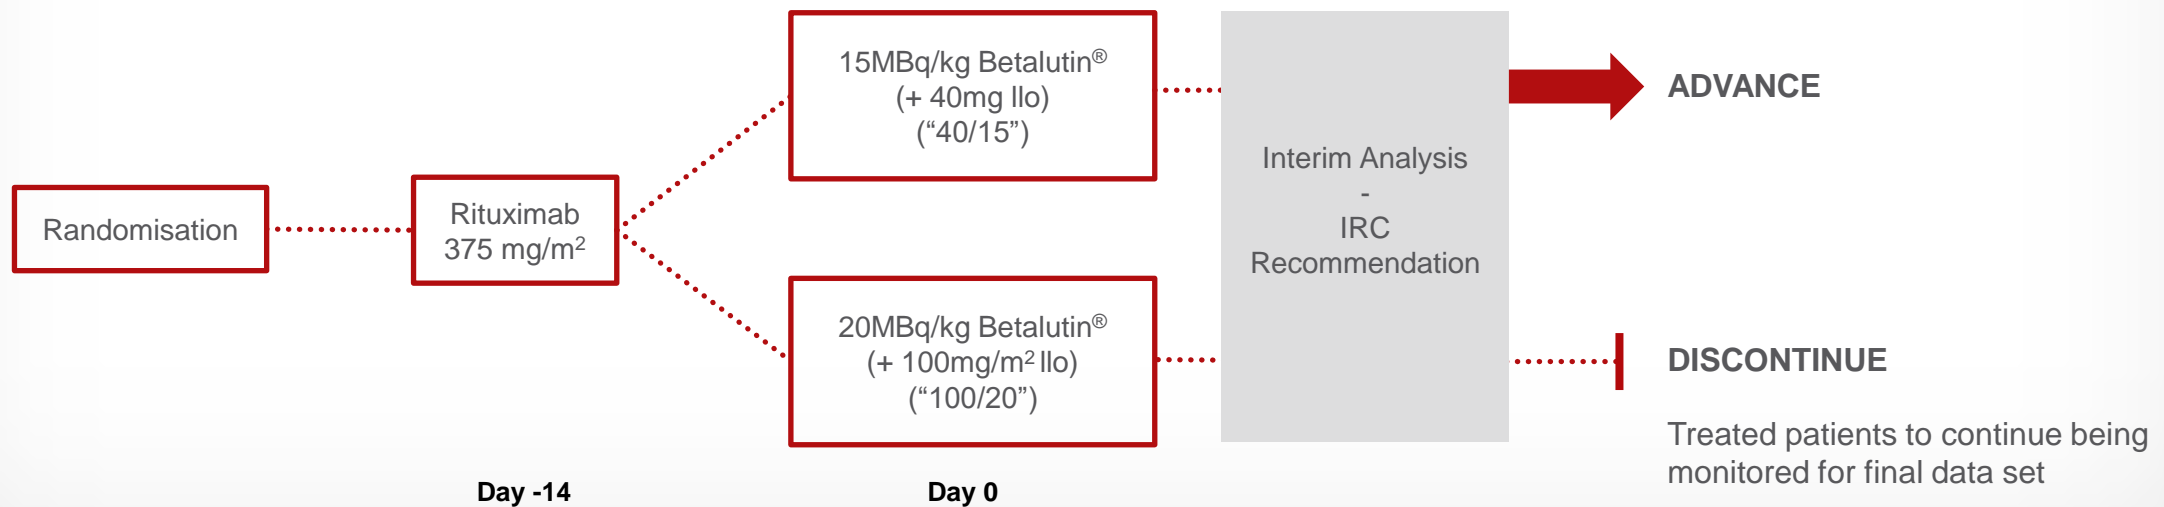 Randomisation
Rituximab
375 mg/m²
15MBq/kg Betalutin®
(+ 40mg llo)
(“40/15”)
20MBq/kg Betalutin®
(+ 100mg/m² llo)
(“100/20”)
Interim Analysis
-
IRC
Recommendation
ADVANCE
DISCONTINUE
Treated patients to continue being
monitored for final data set
Day -14
Day 0